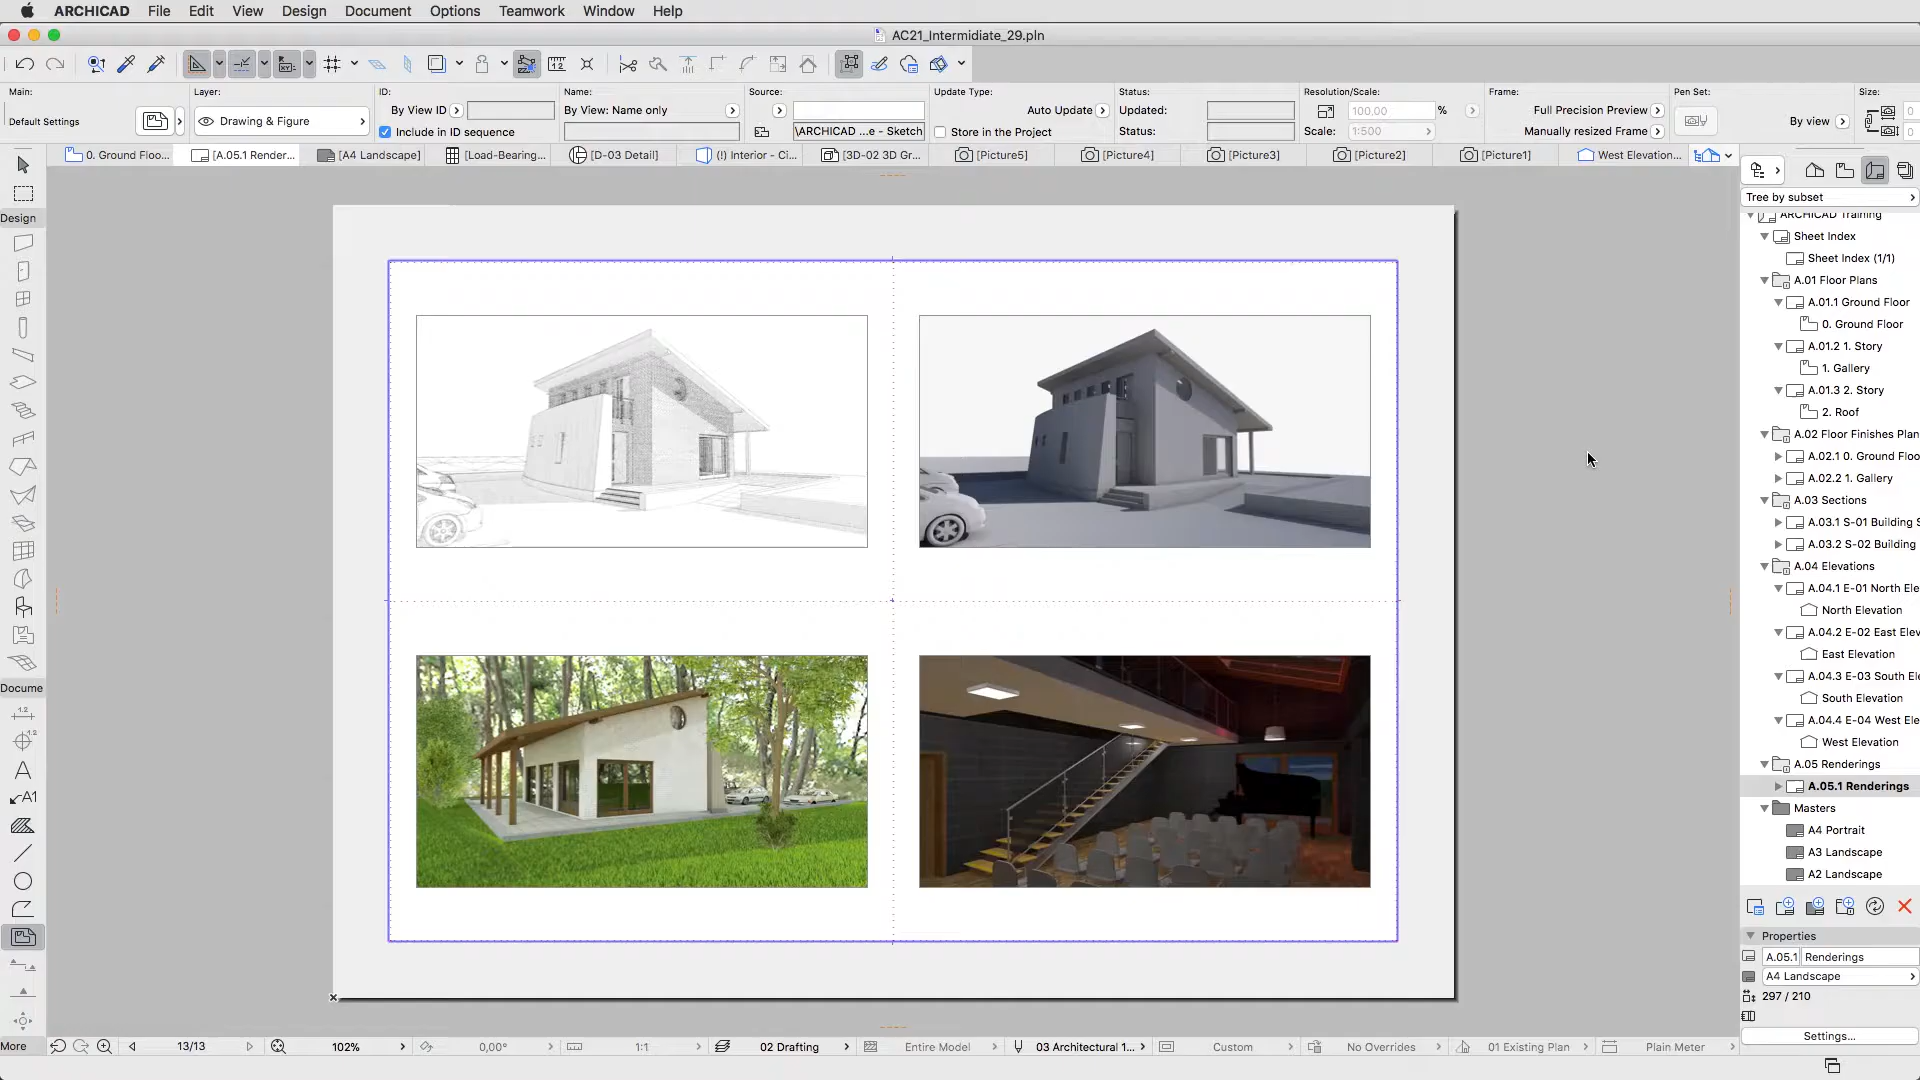 ARCHICAD File Edit View Design Document Options Teamwork Window Help
AC21_Intermidiate_29.pln
Main: Layer: ID: Name: Source: Update Type: Status: Resolution/Scale: Frame: Pen Set: Size:
By View ID By View: Name only Auto Update Updated: 100,00 % Full Precision Preview
Default Settings Drawing & Figure By view
Include in ID sequence \ARCHICAD ...e - Sketch Store in the Project Status: Scale: 1:500 Manually resized Frame
0. Ground Floo... [A.05.1 Render... [A4 Landscape] [Load-Bearing... [D-03 Detail] (!) Interior - Ci... [3D-02 3D Gr... [Picture5] [Picture4] [Picture3] [Picture2] [Picture1] West Elevation...
Design
Docume
More
Tree by subset
ARCHICAD Training
Sheet Index
Sheet Index (1/1)
A.01 Floor Plans
A.01.1 Ground Floor
0. Ground Floor
A.01.2 1. Story
1. Gallery
A.01.3 2. Story
2. Roof
A.02 Floor Finishes Plan
A.02.1 0. Ground Floo
A.02.2 1. Gallery
A.03 Sections
A.03.1 S-01 Building S
A.03.2 S-02 Building
A.04 Elevations
A.04.1 E-01 North Ele
North Elevation
A.04.2 E-02 East Elev
East Elevation
A.04.3 E-03 South Ele
South Elevation
A.04.4 E-04 West Ele
West Elevation
A.05 Renderings
A.05.1 Renderings
Masters
A4 Portrait
A3 Landscape
A2 Landscape
Properties
A.05.1 Renderings
A4 Landscape
297 / 210
Settings...
13/13 102% 0,00° 1:1 02 Drafting Entire Model 03 Architectural 1... Custom No Overrides 01 Existing Plan Plain Meter